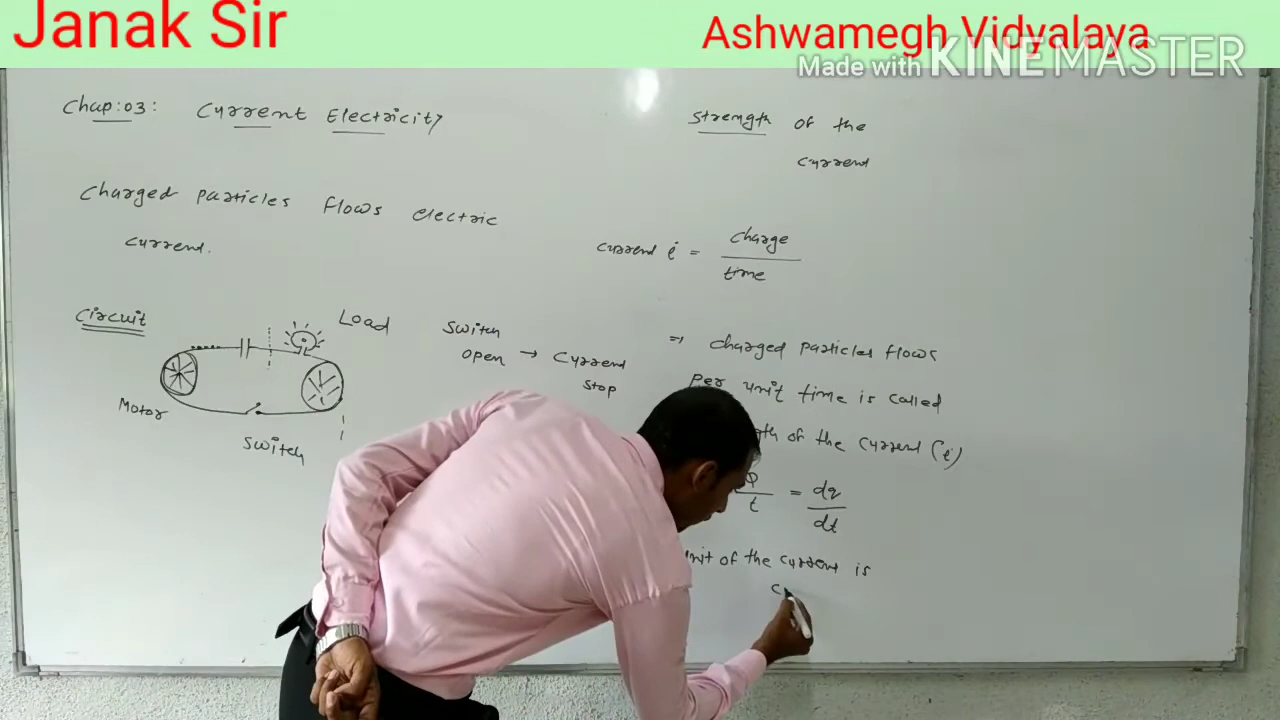 Janak Sir
Ashwamegh Vidyalaya
Made with KINEMASTER
Chap:03: Current Electricity
Charged particles flows electric
current.
Circuit
Load
Motor
Switch
Switch
open → Current
Stop
Strength of the
current
current i = charge
time
⇒ Charged particles flows
Per unit time is called
of the current (i)
Q
t
= dq
dt
of the current is
C